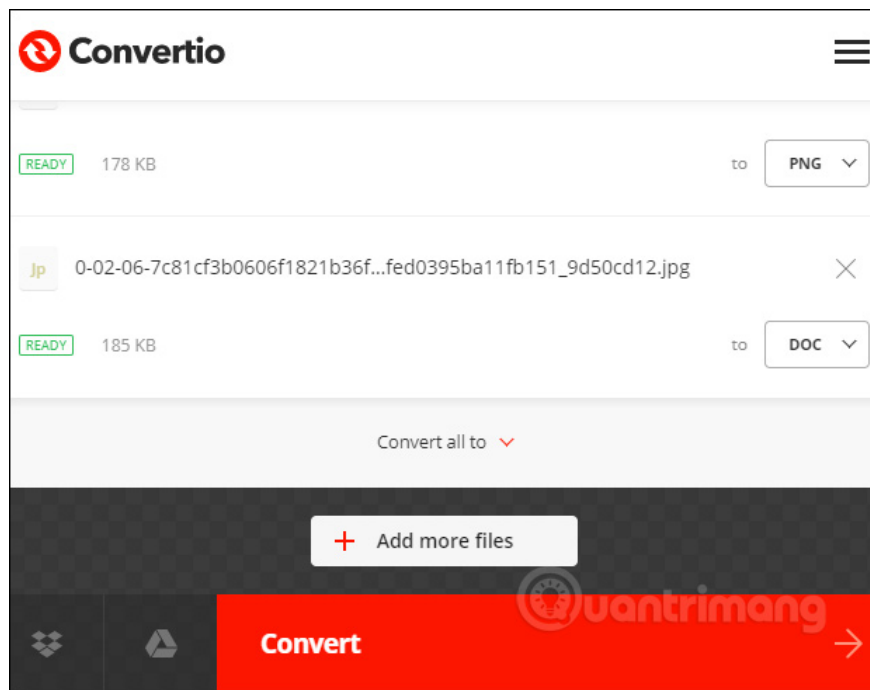 Convertio
READY 178 KB to PNG
Jp 0-02-06-7c81cf3b0606f1821b36f...fed0395ba11fb151_9d50cd12.jpg
READY 185 KB to DOC
Convert all to
Add more files
Quantrimang
Convert